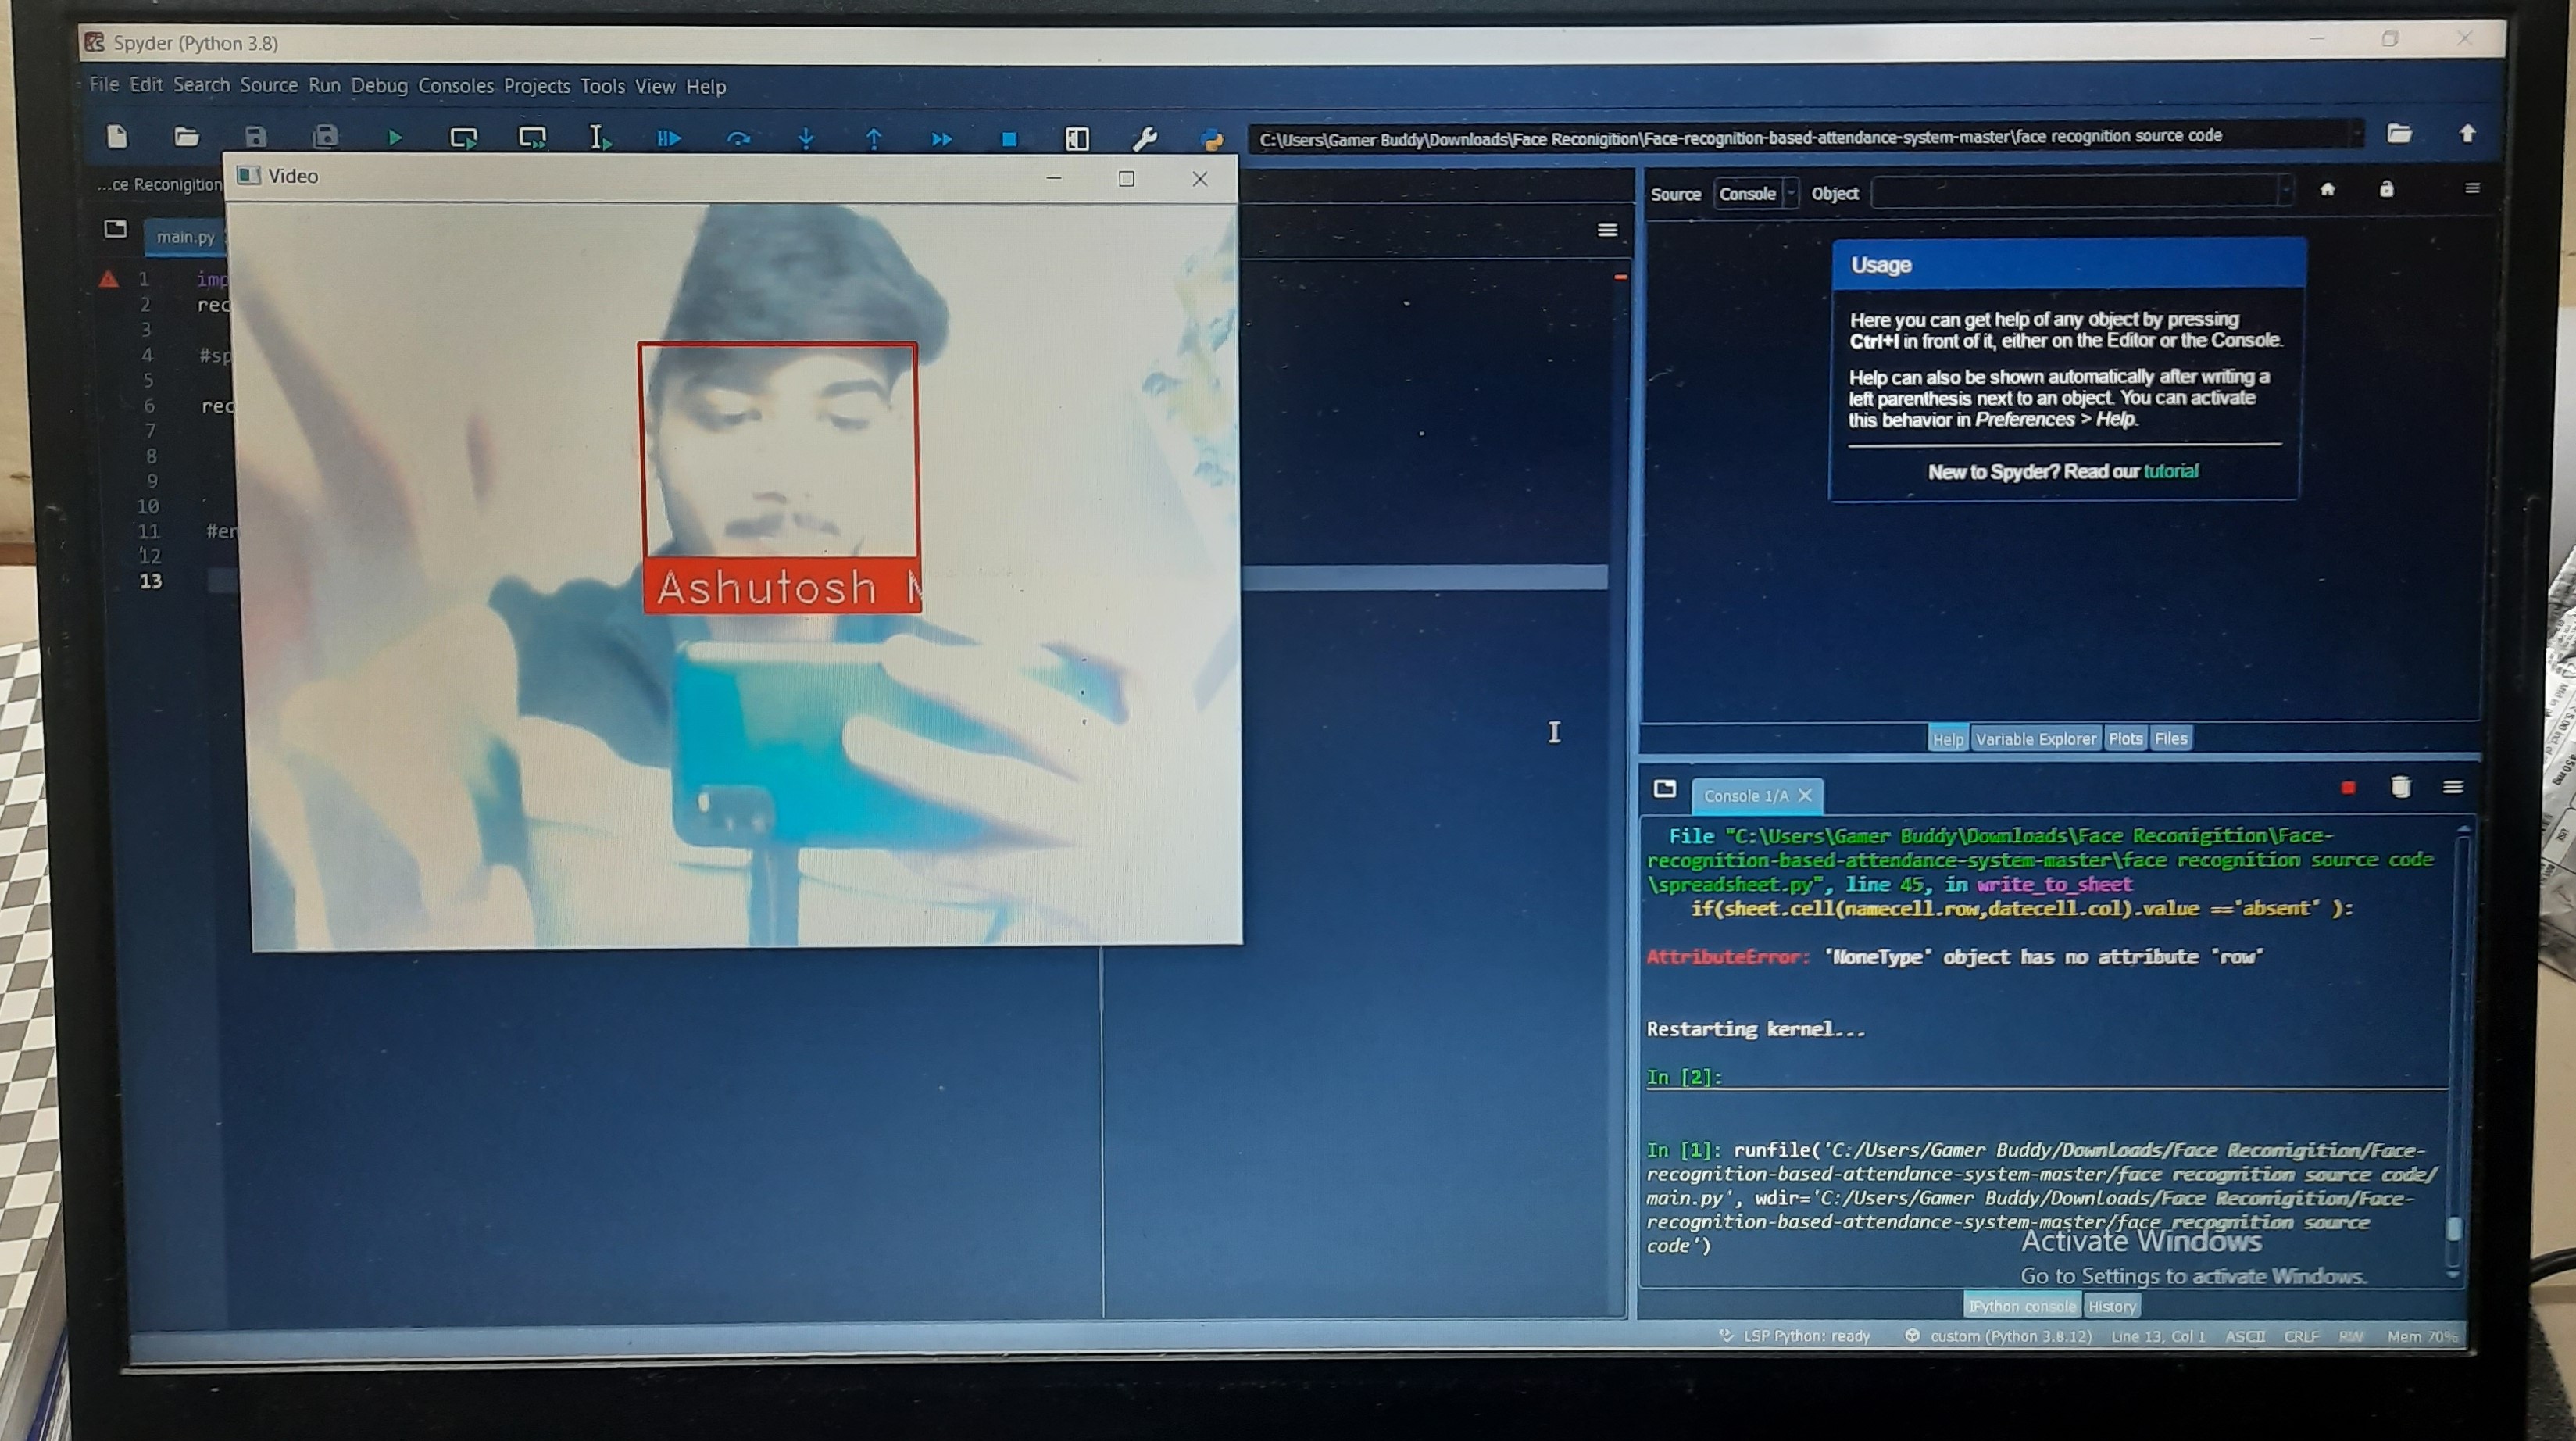 Spyder (Python 3.8)
File Edit Search Source Run Debug Consoles Projects Tools View Help
C:\Users\Gamer Buddy\Downloads\Face Reconigition\Face-recognition-based-attendance-system-master\face recognition source code
...ce Reconigition
Video
main.py
1 imp
2 rec
3
4 #sp
5
6 rec
7
8
9
10
11 #en
12
13
Ashutosh M
Source Console Object
Usage
Here you can get help of any object by pressing
Ctrl+I in front of it, either on the Editor or the Console.
Help can also be shown automatically after writing a
left parenthesis next to an object. You can activate
this behavior in Preferences > Help.
New to Spyder? Read our tutorial
Help Variable Explorer Plots Files
Console 1/A
File "C:\Users\Gamer Buddy\Downloads\Face Reconigition\Face-
recognition-based-attendance-system-master\face recognition source code
\spreadsheet.py", line 45, in write_to_sheet
if(sheet.cell(namecell.row,datecell.col).value =='absent' ):
AttributeError: 'NoneType' object has no attribute 'row'
Restarting kernel...
In [2]:
In [1]: runfile('C:/Users/Gamer Buddy/Downloads/Face Reconigition/Face-
recognition-based-attendance-system-master/face recognition source code/
main.py', wdir='C:/Users/Gamer Buddy/Downloads/Face Reconigition/Face-
recognition-based-attendance-system-master/face recognition source
code')
Activate Windows
Go to Settings to activate Windows.
IPython console History
LSP Python: ready custom (Python 3.8.12) Line 13, Col 1 ASCII CRLF RW Mem 70%